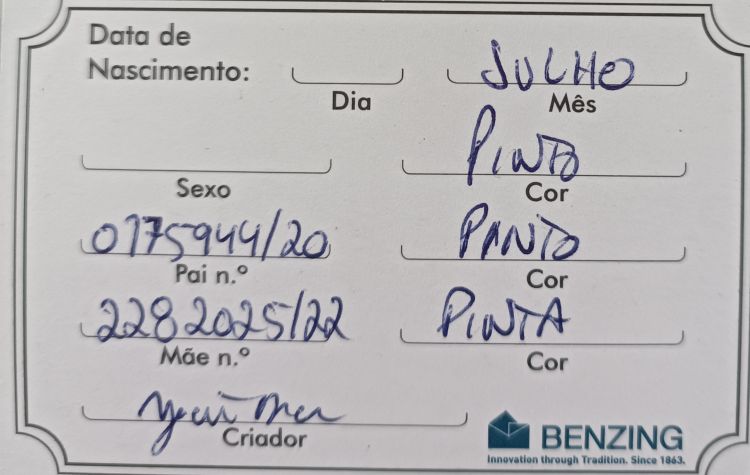 Data de
Nascimento:
JULHO
Dia Mês
PINTO
Sexo Cor
0175944/20 PINTO
Pai n.º Cor
2282025/22 PINTA
Mãe n.º Cor
Criador
BENZING
Innovation through Tradition. Since 1863.